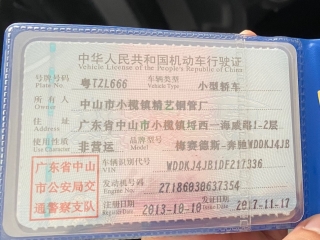 中华人民共和国机动车行驶证
Vehicle License of the People's Republic of China
号牌号码 粤TZL666 车辆类型 小型轿车
Plate No. Vehicle Type
所有人 中山市小榄镇精艺铜管厂
Owner
住址 广东省中山市小榄镇埒西一海威路1-2层
Address
使用性质 非营运 品牌型号 梅赛德斯-奔驰WDDKJ4JB
Use Character Model
广东省中山
市公安局交
通警察支队
车辆识别代号 WDDKJ4JB1DF217336
VIN
发动机号码 27186030637354
Engine No.
注册日期 2013-10-18 发证日期 2017-11-17
Register Date Issue Date